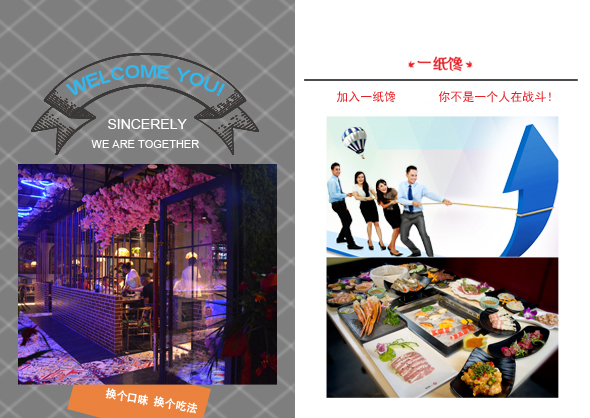 WELCOME YOU!
SINCERELY
WE ARE TOGETHER
换个口味 换个吃法
一纸馋
加入一纸馋 你不是一个人在战斗!